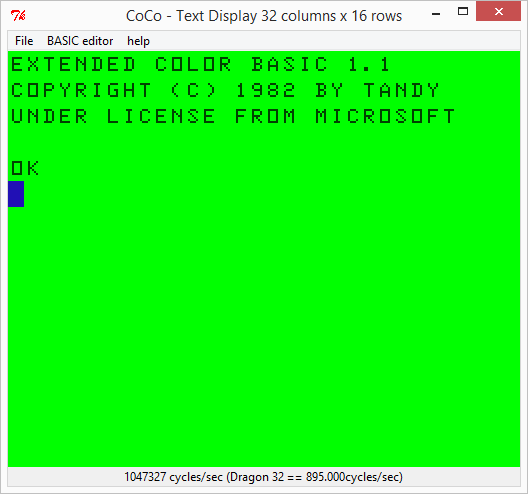 CoCo - Text Display 32 columns x 16 rows
File BASIC editor help
EXTENDED COLOR BASIC 1.1
COPYRIGHT (C) 1982 BY TANDY
UNDER LICENSE FROM MICROSOFT
OK
1047327 cycles/sec (Dragon 32 == 895.000cycles/sec)